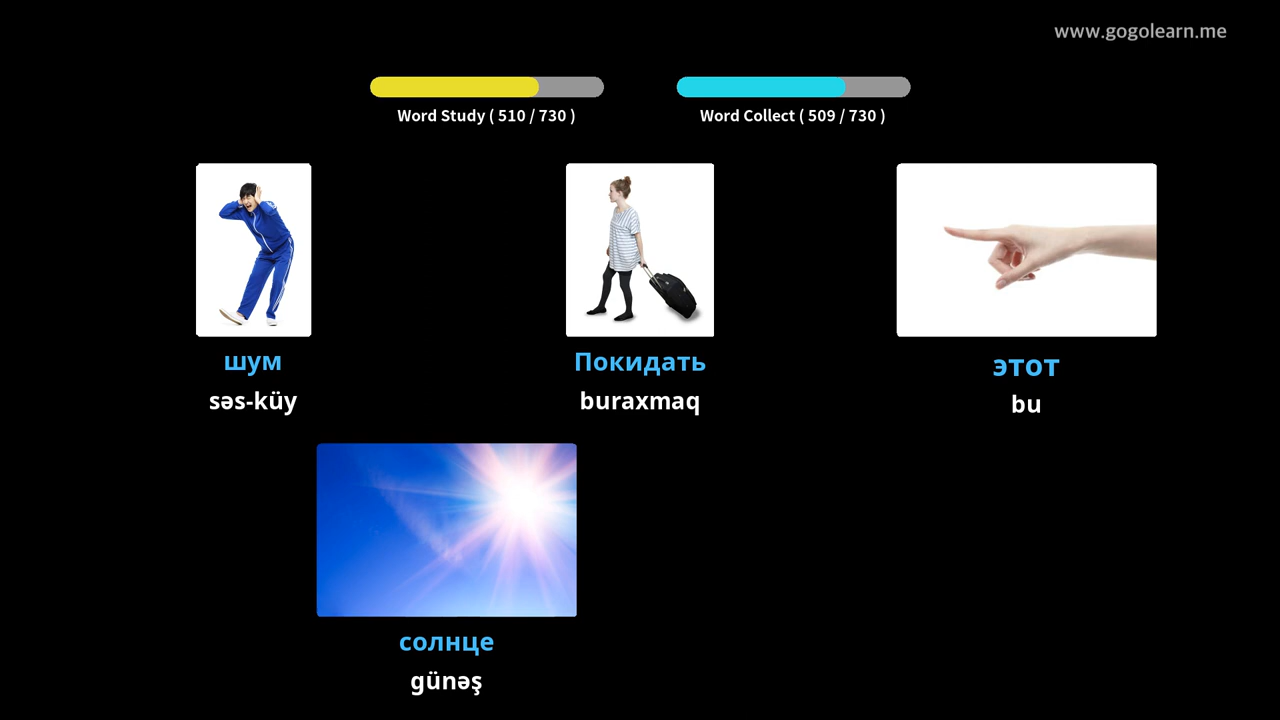 www.gogolearn.me
Word Study ( 510 / 730 )
Word Collect ( 509 / 730 )
шум
səs-küy
Покидать
buraxmaq
этот
bu
солнце
günəş